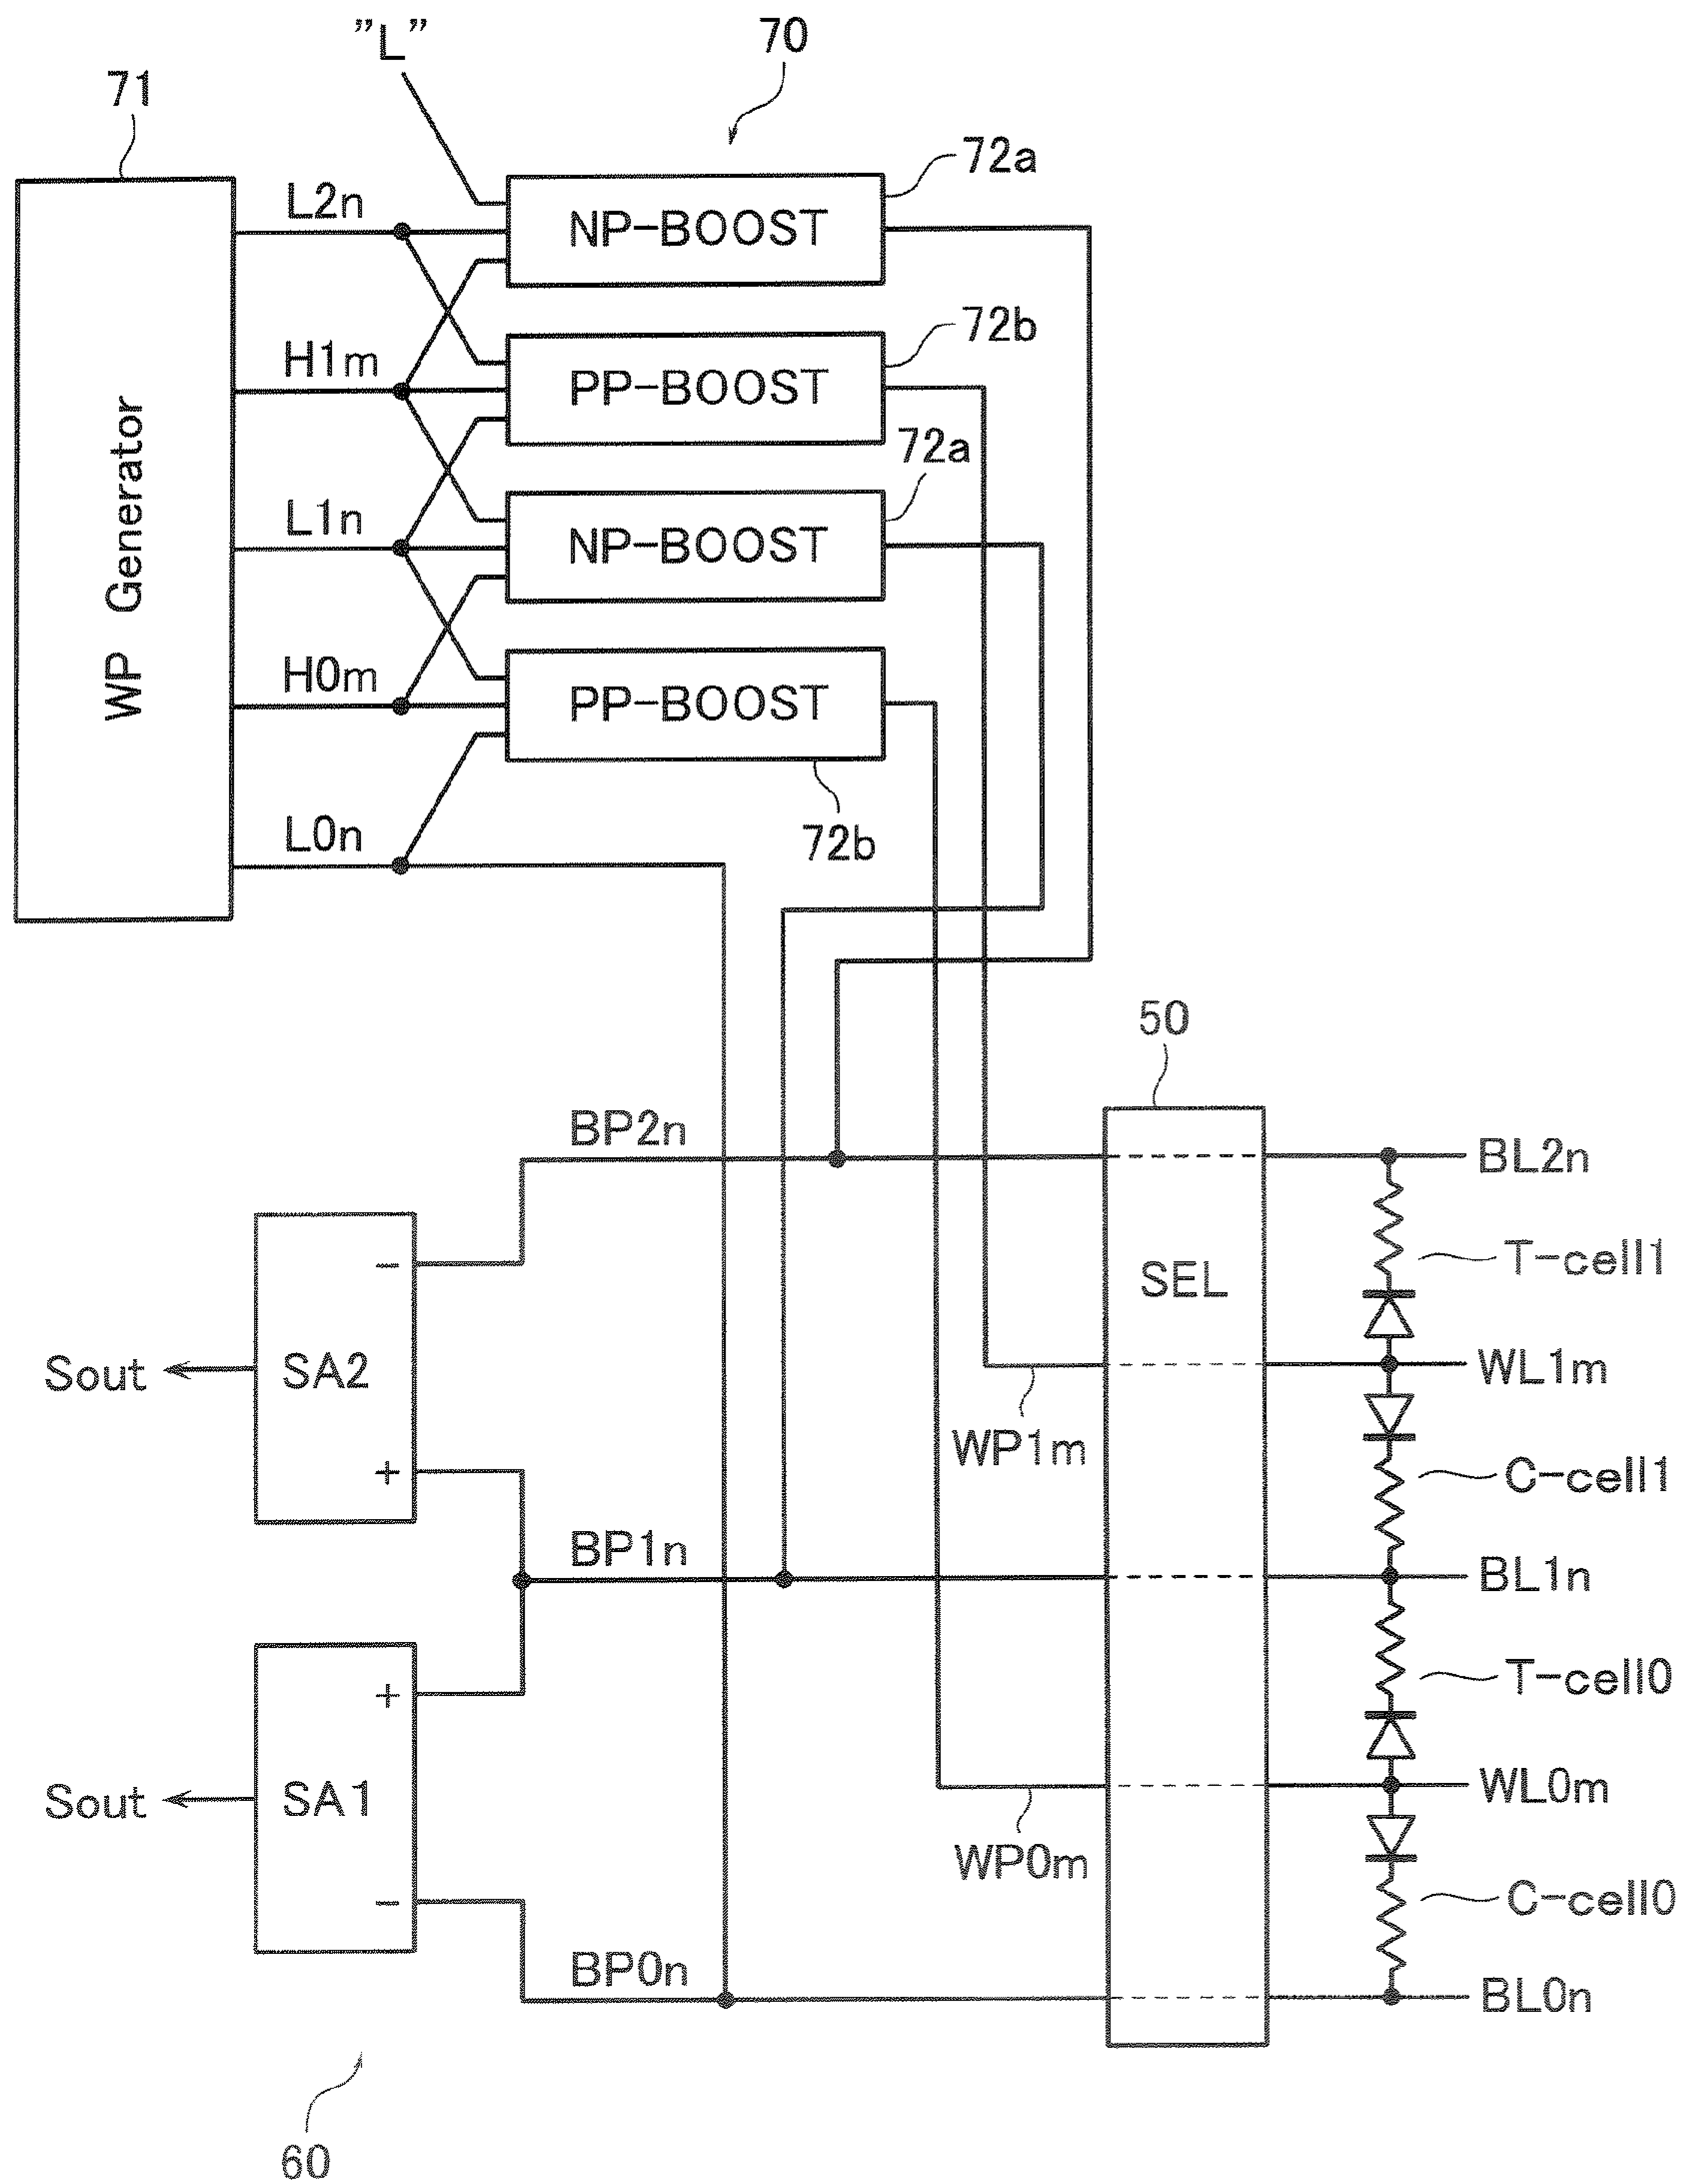 "L"
70
71
72a
L2n
NP-BOOST
72b
H1m
PP-BOOST
72a
L1n
NP-BOOST
WP Generator
H0m
PP-BOOST
L0n
72b
50
BP2n
BL2n
-
SEL
T-cell1
SA2
Sout
WL1m
WP1m
+
C-cell1
BP1n
BL1n
+
T-cell0
SA1
Sout
WL0m
WP0m
-
C-cell0
BP0n
BL0n
60